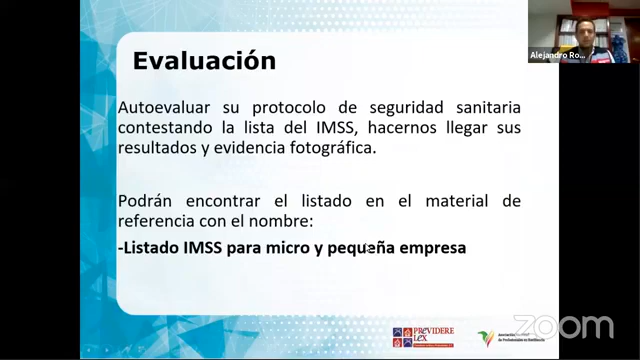 Evaluación
Alejandro Ro...
Autoevaluar su protocolo de seguridad sanitaria
contestando la lista del IMSS, hacernos llegar sus
resultados y evidencia fotográfica.
Podrán encontrar el listado en el material de
referencia con el nombre:
-Listado IMSS para micro y pequeña empresa
PREVIDERE
LEX
zoom